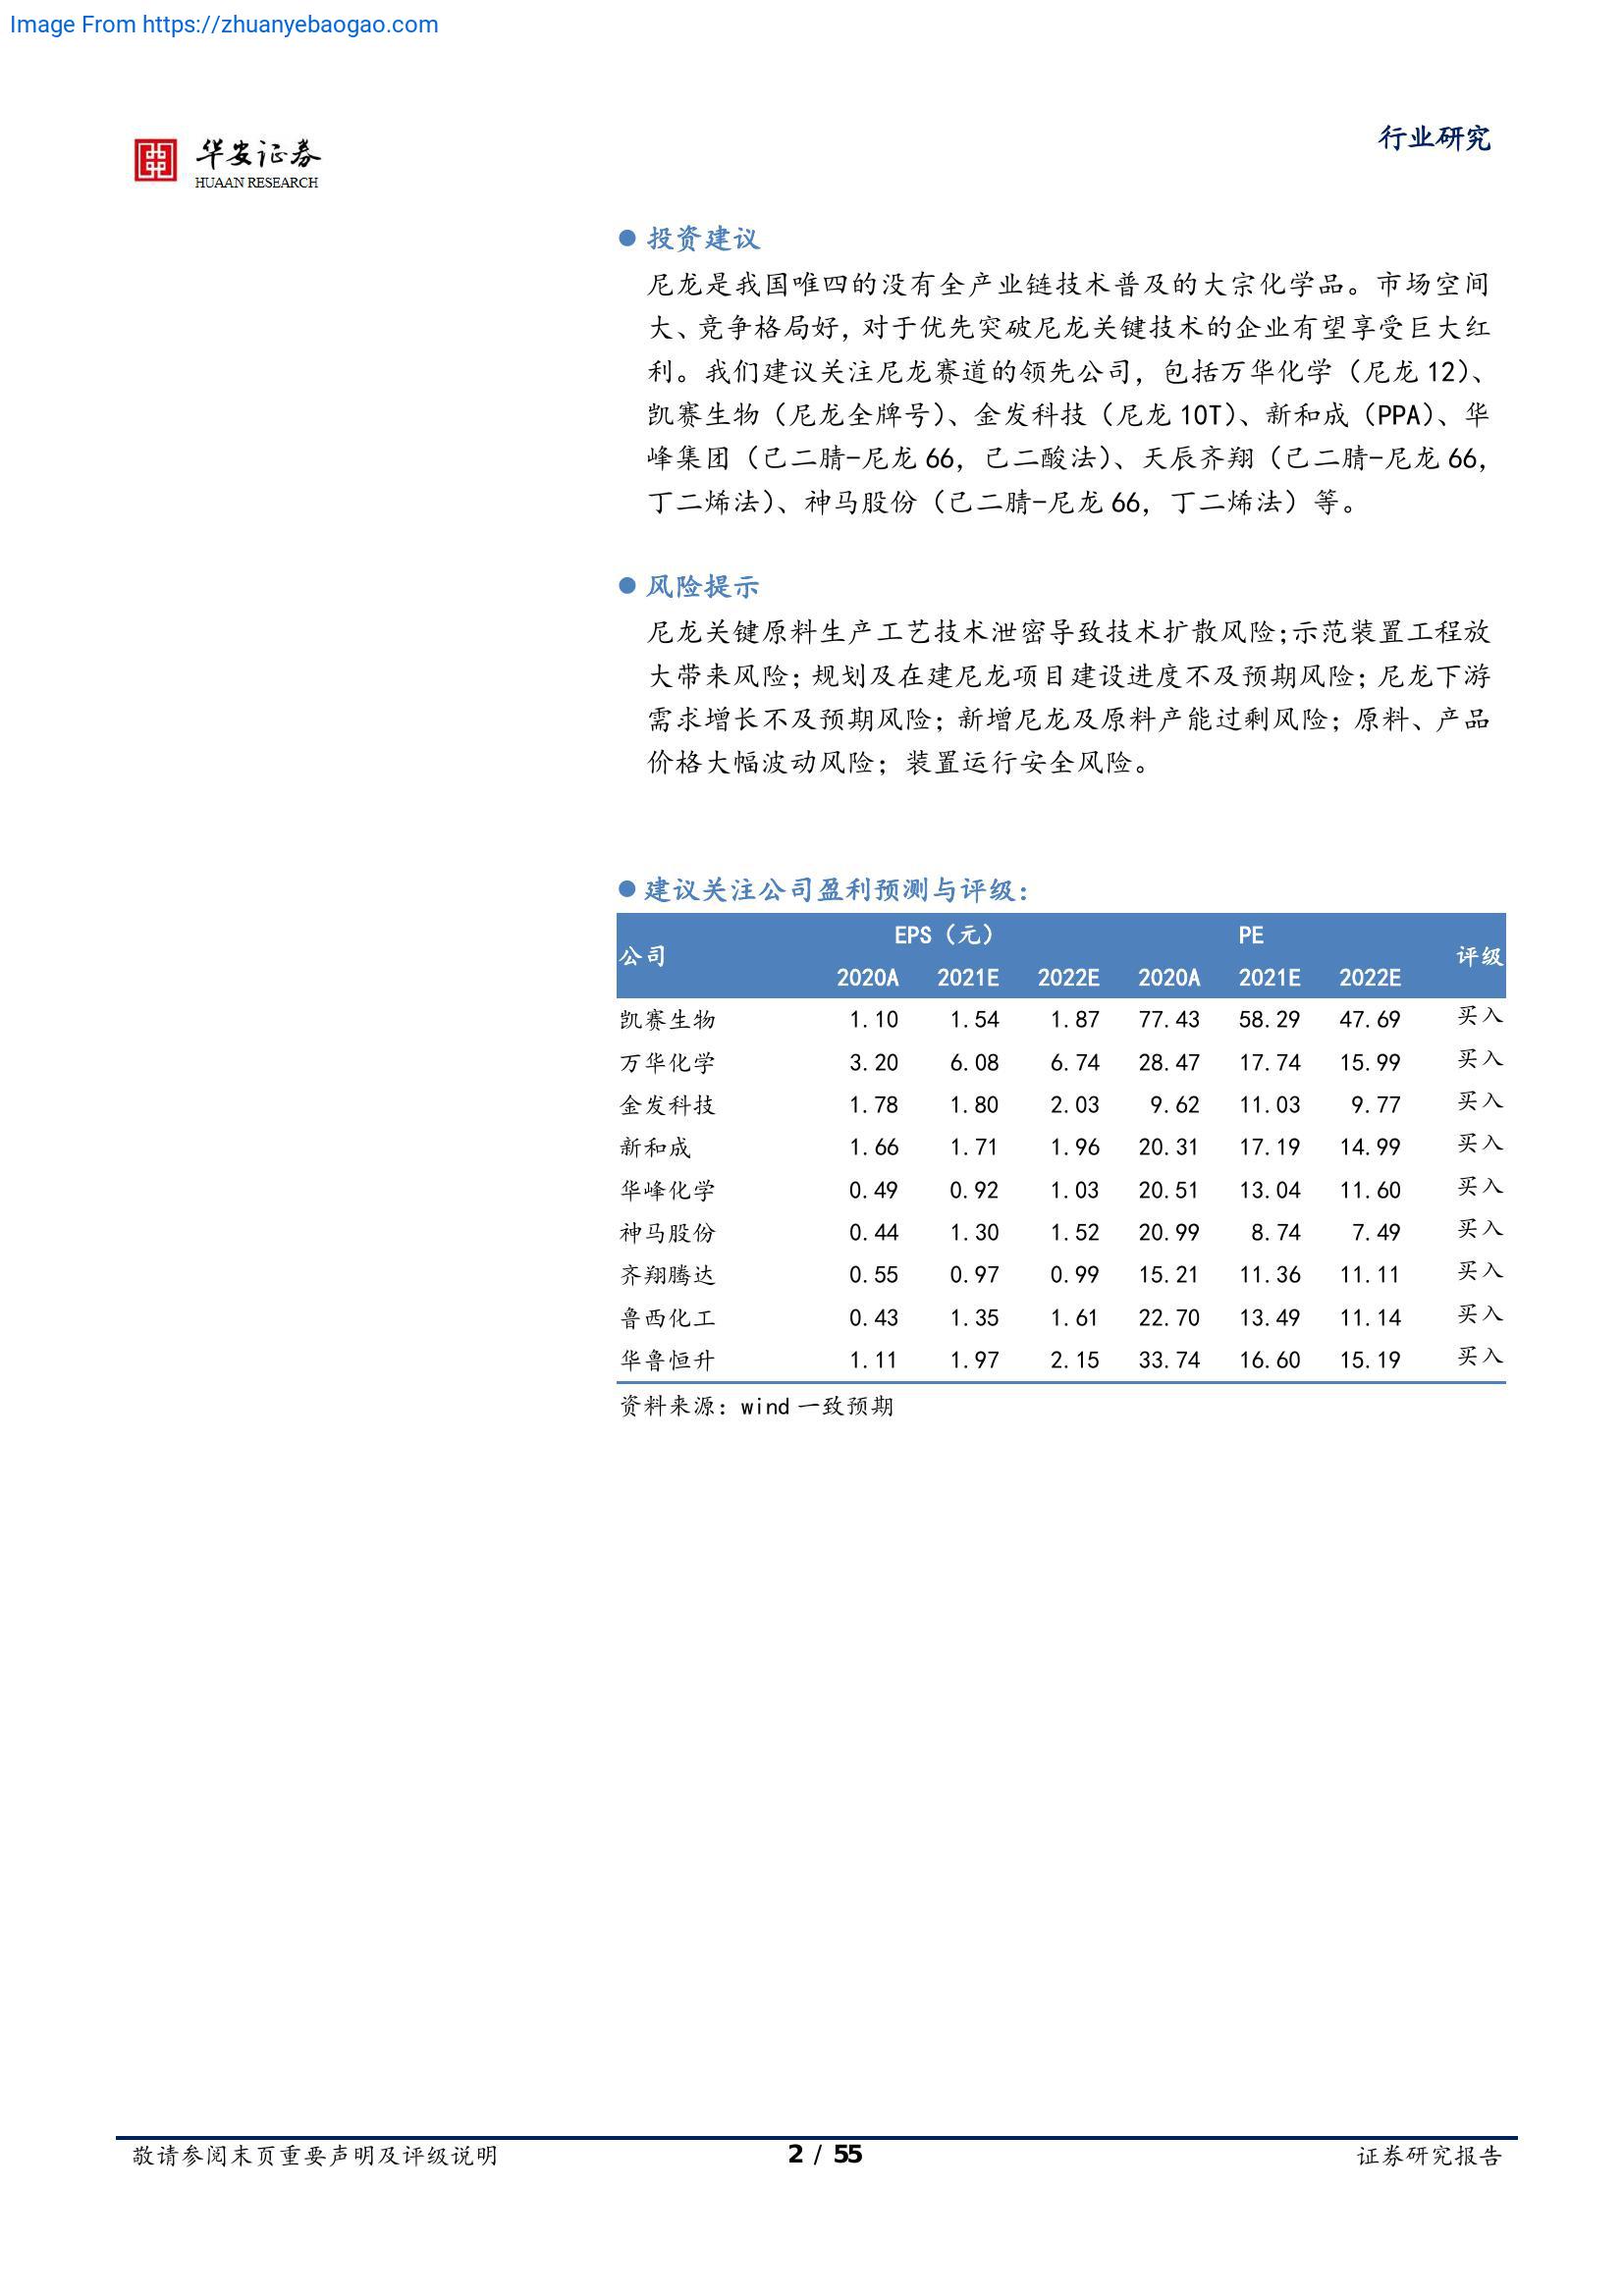 Image From https://zhuanyebaogao.com
华安证券
HUAAN RESEARCH
行业研究
● 投资建议
尼龙是我国唯四的没有全产业链技术普及的大宗化学品。市场空间
大、竞争格局好，对于优先突破尼龙关键技术的企业有望享受巨大红
利。我们建议关注尼龙赛道的领先公司，包括万华化学（尼龙 12）、
凯赛生物（尼龙全牌号）、金发科技（尼龙 10T）、新和成（PPA）、华
峰集团（己二腈-尼龙 66，己二酸法）、天辰齐翔（己二腈-尼龙 66，
丁二烯法）、神马股份（己二腈-尼龙 66，丁二烯法）等。
● 风险提示
尼龙关键原料生产工艺技术泄密导致技术扩散风险；示范装置工程放
大带来风险；规划及在建尼龙项目建设进度不及预期风险；尼龙下游
需求增长不及预期风险；新增尼龙及原料产能过剩风险；原料、产品
价格大幅波动风险；装置运行安全风险。
● 建议关注公司盈利预测与评级：
公司 EPS（元） PE 评级
2020A 2021E 2022E 2020A 2021E 2022E
凯赛生物 1.10 1.54 1.87 77.43 58.29 47.69 买入
万华化学 3.20 6.08 6.74 28.47 17.74 15.99 买入
金发科技 1.78 1.80 2.03 9.62 11.03 9.77 买入
新和成 1.66 1.71 1.96 20.31 17.19 14.99 买入
华峰化学 0.49 0.92 1.03 20.51 13.04 11.60 买入
神马股份 0.44 1.30 1.52 20.99 8.74 7.49 买入
齐翔腾达 0.55 0.97 0.99 15.21 11.36 11.11 买入
鲁西化工 0.43 1.35 1.61 22.70 13.49 11.14 买入
华鲁恒升 1.11 1.97 2.15 33.74 16.60 15.19 买入
资料来源：wind 一致预期
敬请参阅末页重要声明及评级说明 2 / 55 证券研究报告